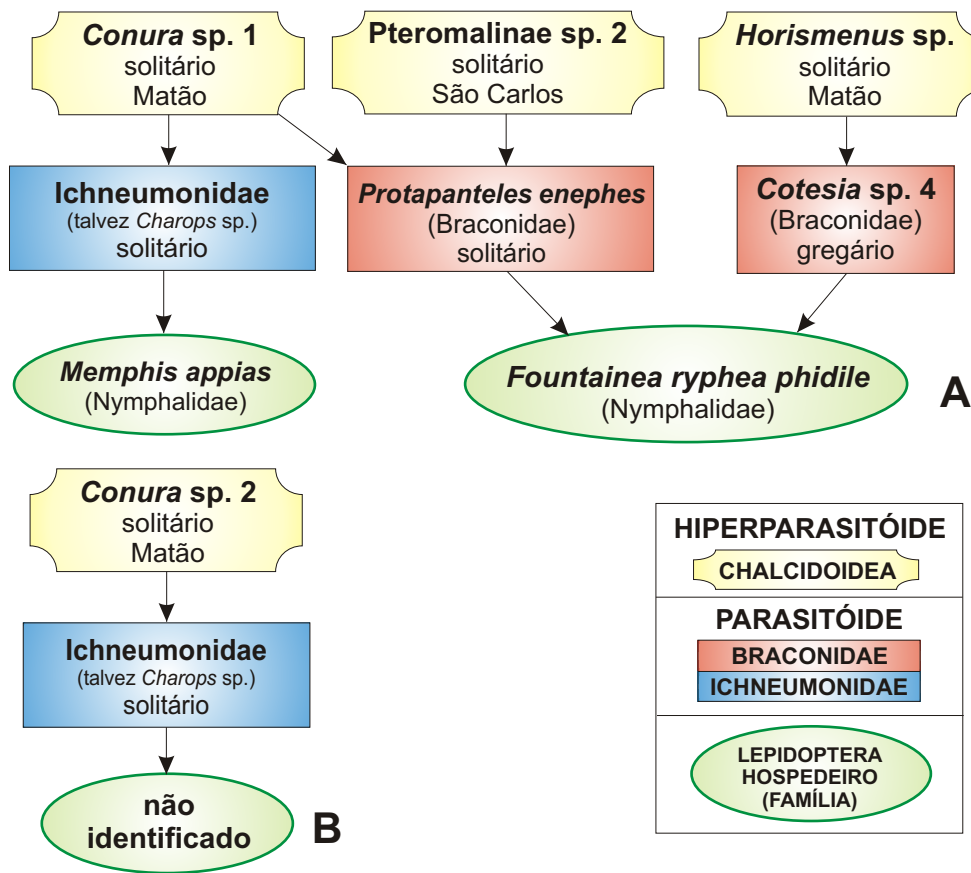 Conura sp. 1
solitário
Matão
Pteromalinae sp. 2
solitário
São Carlos
Horismenus sp.
solitário
Matão
Ichneumonidae
(talvez Charops sp.)
solitário
Protapanteles enephes
(Braconidae)
solitário
Cotesia sp. 4
(Braconidae)
gregário
Memphis appias
(Nymphalidae)
Fountainea ryphea phidile
(Nymphalidae)
A
Conura sp. 2
solitário
Matão
Ichneumonidae
(talvez Charops sp.)
solitário
não
identificado
B
HIPERPARASITÓIDE
CHALCIDOIDEA
PARASITÓIDE
BRACONIDAE
ICHNEUMONIDAE
LEPIDOPTERA
HOSPEDEIRO
(FAMÍLIA)